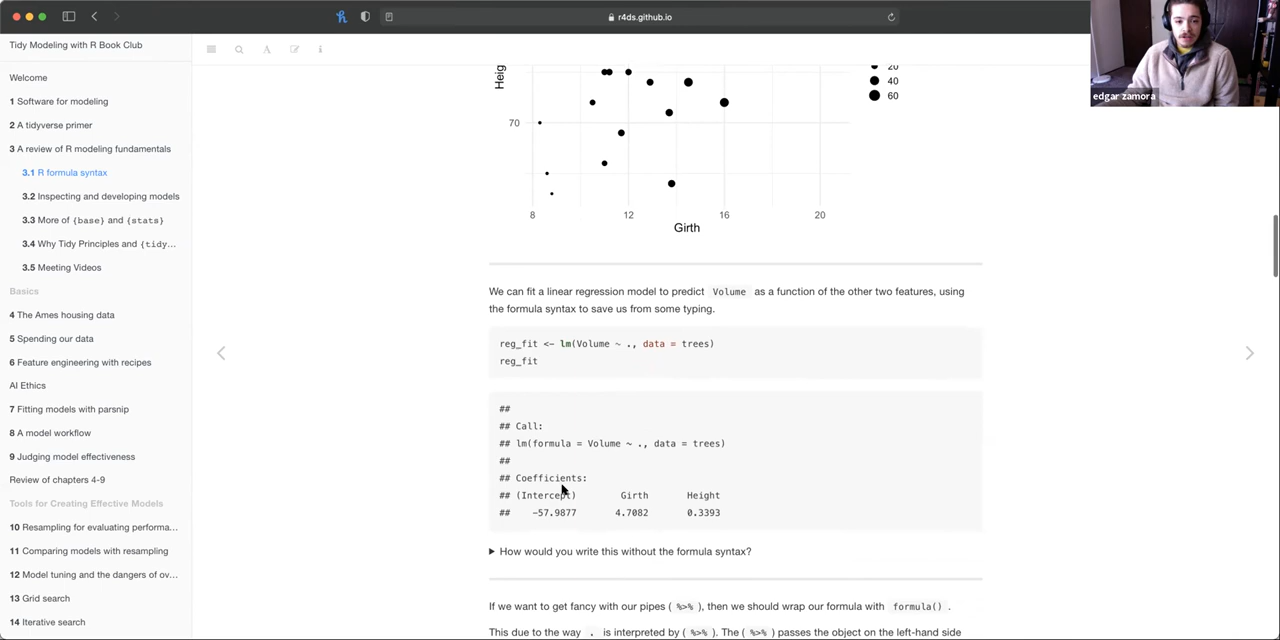 r4ds.github.io
Tidy Modeling with R Book Club
Welcome
1 Software for modeling
2 A tidyverse primer
3 A review of R modeling fundamentals
3.1 R formula syntax
3.2 Inspecting and developing models
3.3 More of {base} and {stats}
3.4 Why Tidy Principles and {tidy...
3.5 Meeting Videos
Basics
4 The Ames housing data
5 Spending our data
6 Feature engineering with recipes
AI Ethics
7 Fitting models with parsnip
8 A model workflow
9 Judging model effectiveness
Review of chapters 4-9
Tools for Creating Effective Models
10 Resampling for evaluating performa...
11 Comparing models with resampling
12 Model tuning and the dangers of ov...
13 Grid search
14 Iterative search
A
i
Heig
70
8 12 16 20
Girth
20
40
60
edgar zamora
We can fit a linear regression model to predict Volume as a function of the other two features, using
the formula syntax to save us from some typing.
reg_fit <- lm(Volume ~ ., data = trees)
reg_fit
##
## Call:
## lm(formula = Volume ~ ., data = trees)
##
## Coefficients:
## (Intercept) Girth Height
## -57.9877 4.7082 0.3393
How would you write this without the formula syntax?
If we want to get fancy with our pipes ( %>% ), then we should wrap our formula with formula() .
This due to the way . is interpreted by ( %>% ). The ( %>% ) passes the object on the left-hand side